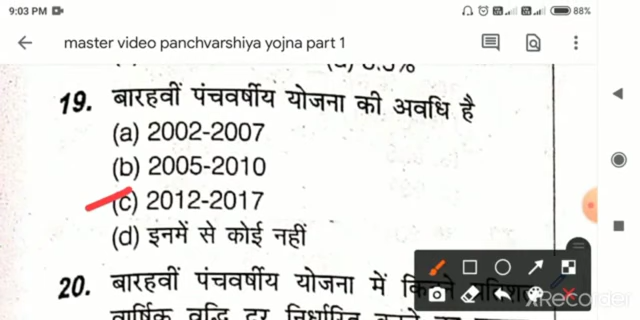 9:03 PM
88%
master video panchvarshiya yojna part 1
19. बारहवीं पंचवर्षीय योजना की अवधि है
(a) 2002-2007
(b) 2005-2010
(c) 2012-2017
(d) इनमें से कोई नहीं
20. बारहवीं पंचवर्षीय योजना में
वार्षिक वृद्धि दर निर्धारित
XRecorder